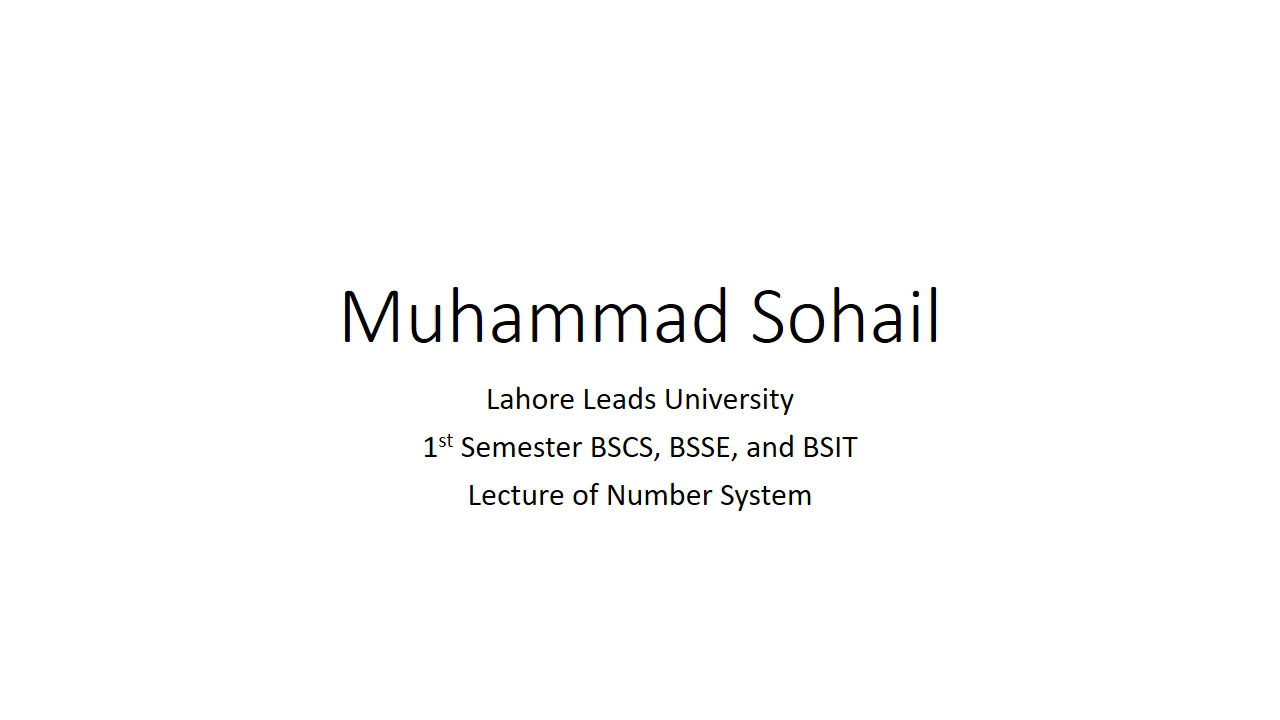 Muhammad Sohail
Lahore Leads University
1st Semester BSCS, BSSE, and BSIT
Lecture of Number System